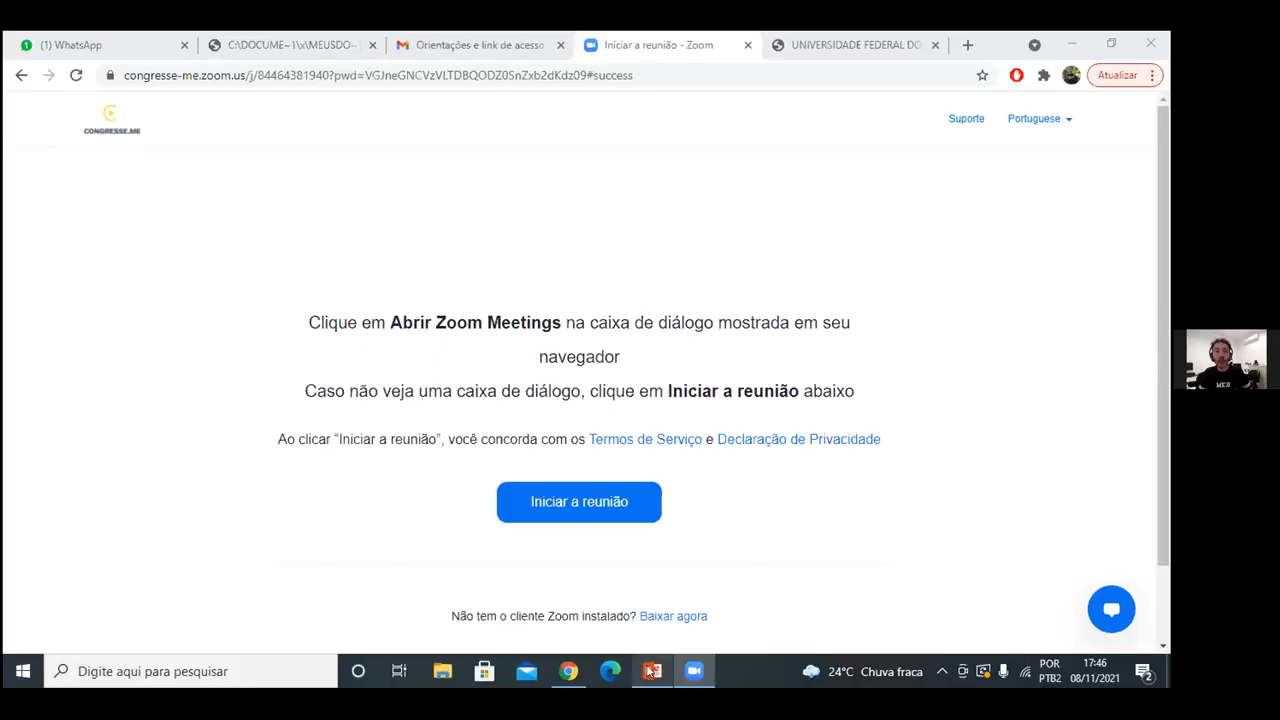 (1) WhatsApp
C:\DOCUME~1\x\MEUSDO~
Orientações e link de acesso
Iniciar a reunião - Zoom
UNIVERSIDADE FEDERAL DO
congresse-me.zoom.us/j/84464381940?pwd=VGJneGNCVzVLTDBQODZ0SnZxb2dKdz09#success
Atualizar
CONGRESSE.ME
Suporte
Portuguese
Clique em Abrir Zoom Meetings na caixa de diálogo mostrada em seu
navegador
Caso não veja uma caixa de diálogo, clique em Iniciar a reunião abaixo
Ao clicar “Iniciar a reunião”, você concorda com os Termos de Serviço e Declaração de Privacidade
Iniciar a reunião
Não tem o cliente Zoom instalado? Baixar agora
Digite aqui para pesquisar
24°C Chuva fraca
POR
PTB2
17:46
08/11/2021
2